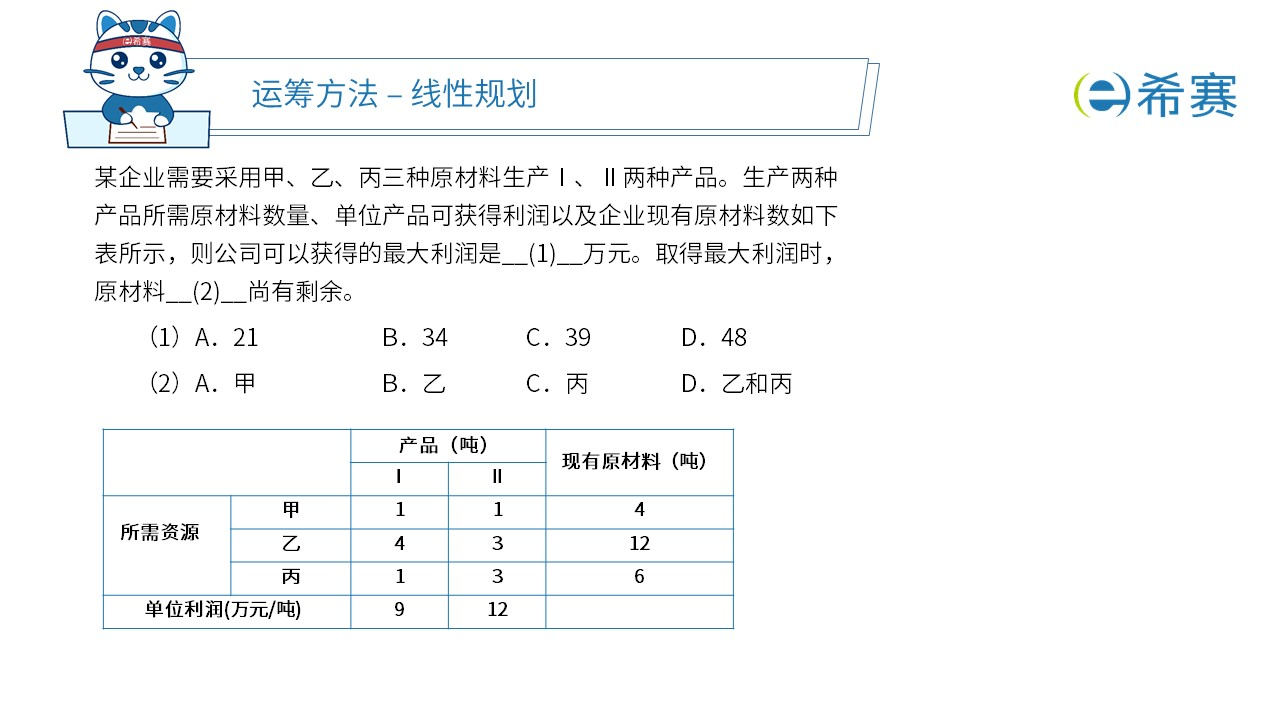 希赛
运筹方法 – 线性规划
希赛
某企业需要采用甲、乙、丙三种原材料生产Ⅰ、Ⅱ两种产品。生产两种
产品所需原材料数量、单位产品可获得利润以及企业现有原材料数如下
表所示，则公司可以获得的最大利润是__(1)__万元。取得最大利润时，
原材料__(2)__尚有剩余。
（1）A．21 B．34 C．39 D．48
（2）A．甲 B．乙 C．丙 D．乙和丙
产品（吨） 现有原材料（吨）
Ⅰ Ⅱ
所需资源 甲 1 1 4
乙 4 3 12
丙 1 3 6
单位利润(万元/吨) 9 12